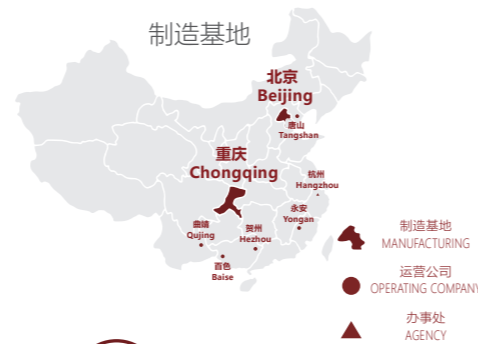 制造基地
北京
Beijing
唐山
Tangshan
重庆
Chongqing
杭州
Hangzhou
永安
Yongan
曲靖
Qujing
贺州
Hezhou
百色
Baise
制造基地
MANUFACTURING
运营公司
OPERATING COMPANY
办事处
AGENCY